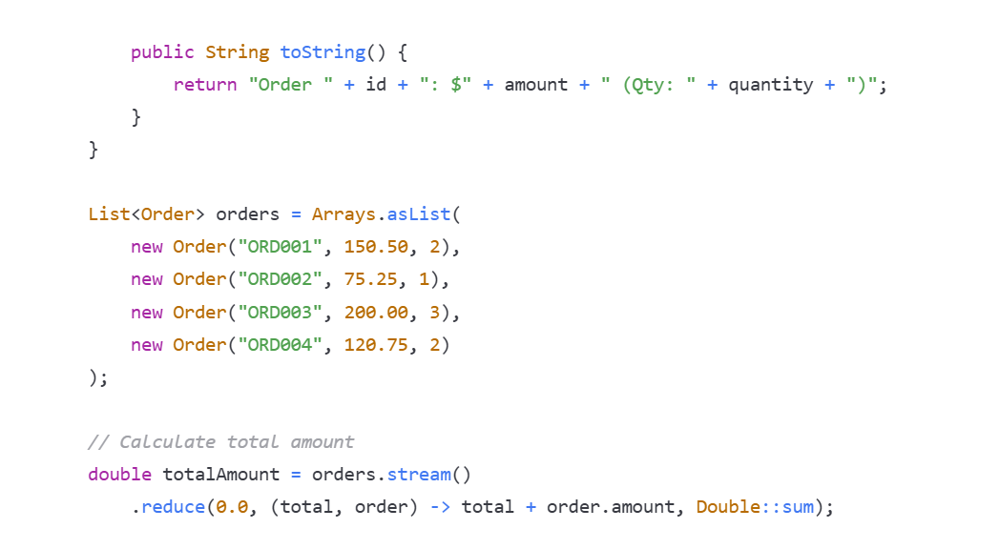 public String toString() {
        return "Order " + id + ": $" + amount + " (Qty: " + quantity + ")";
    }
}

List<Order> orders = Arrays.asList(
    new Order("ORD001", 150.50, 2),
    new Order("ORD002", 75.25, 1),
    new Order("ORD003", 200.00, 3),
    new Order("ORD004", 120.75, 2)
);

// Calculate total amount
double totalAmount = orders.stream()
    .reduce(0.0, (total, order) -> total + order.amount, Double::sum);